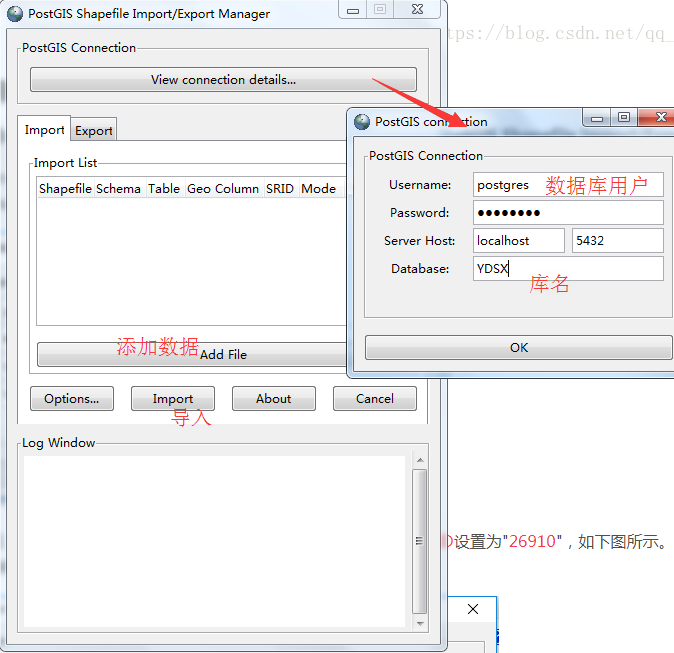 PostGIS Shapefile Import/Export Manager
PostGIS Connection
View connection details...
Import
Export
Import List
Shapefile Schema Table Geo Column SRID Mode
添加数据
Add File
Options...
Import
About
Cancel
导入
Log Window
tps://blog.csdn.net/qq_
PostGIS connection
PostGIS Connection
Username: postgres 数据库用户
Password: ●●●●●●●●
Server Host: localhost 5432
Database: YDSX
库名
OK
设置为"26910"，如下图所示。